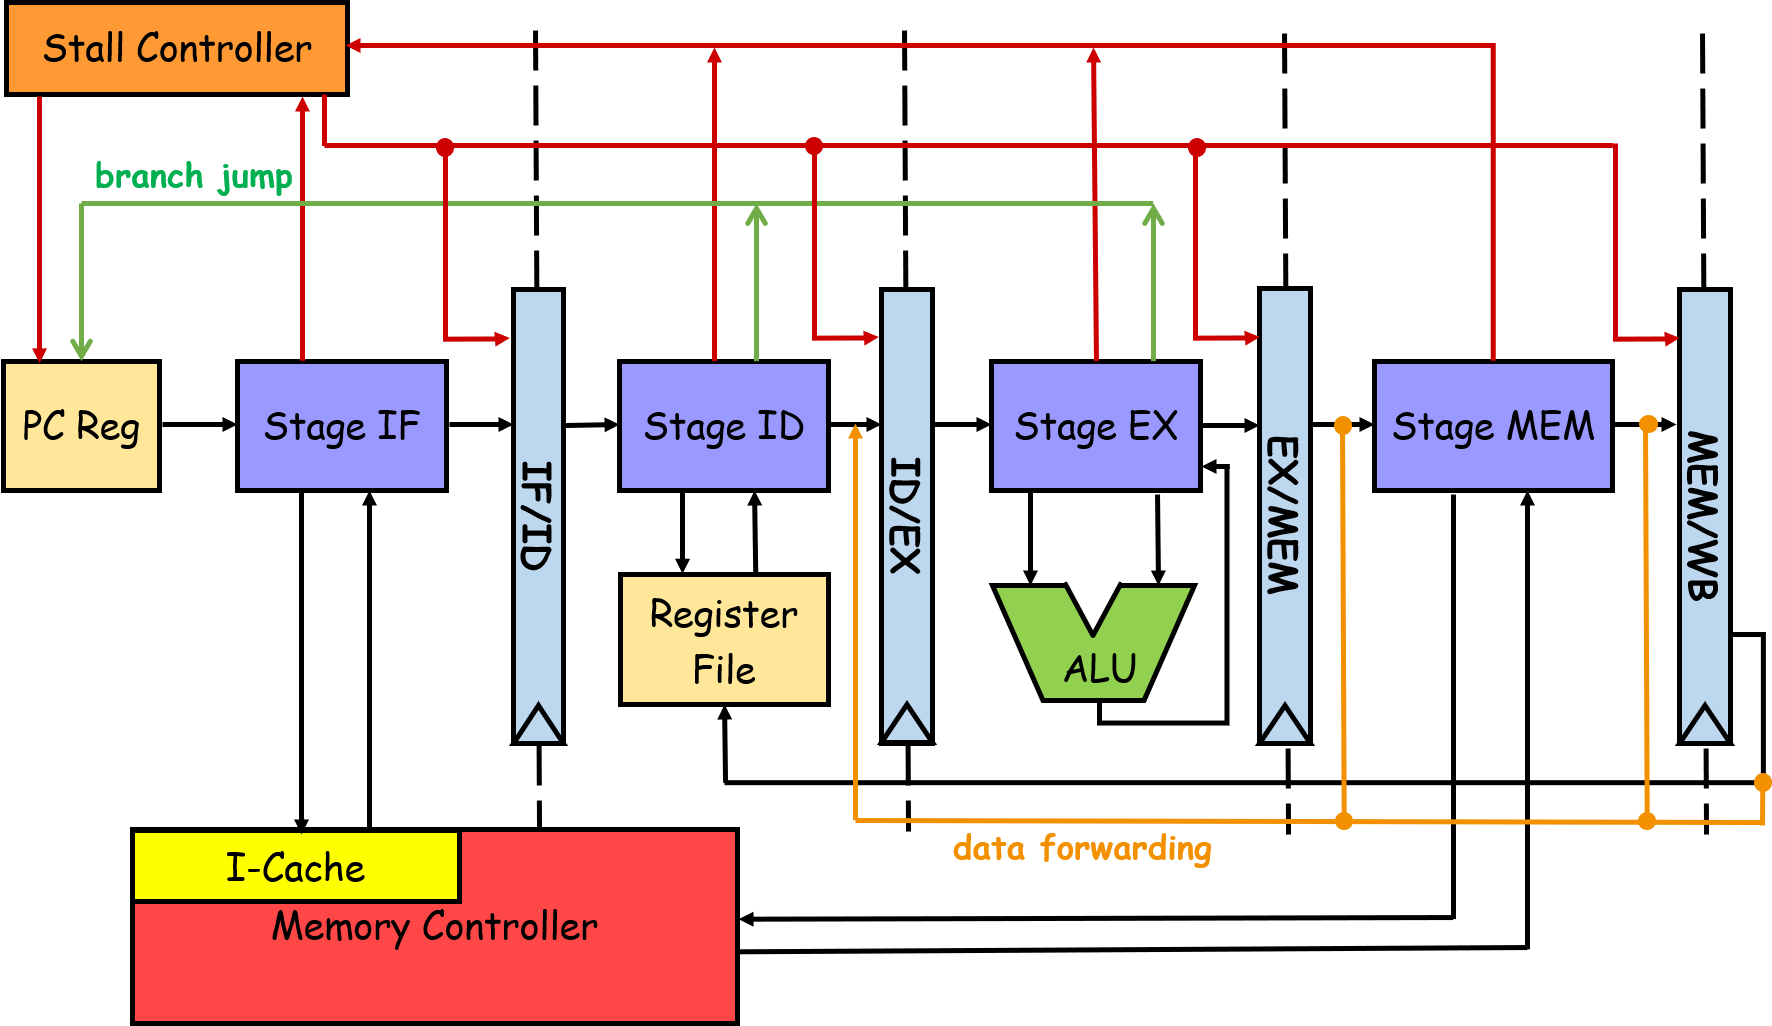 Stall Controller
branch jump
PC Reg
Stage IF
Stage ID
Stage EX
Stage MEM
IF/ID
ID/EX
EX/MEM
MEM/WB
Register
File
ALU
data forwarding
I-Cache
Memory Controller